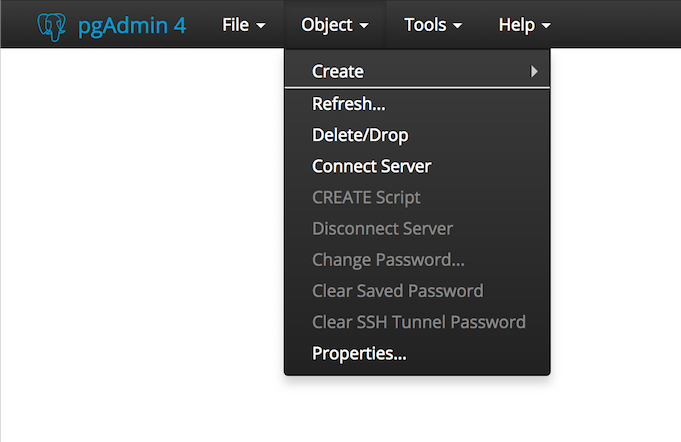 pgAdmin 4 File Object Tools Help
Create
Refresh...
Delete/Drop
Connect Server
CREATE Script
Disconnect Server
Change Password...
Clear Saved Password
Clear SSH Tunnel Password
Properties...